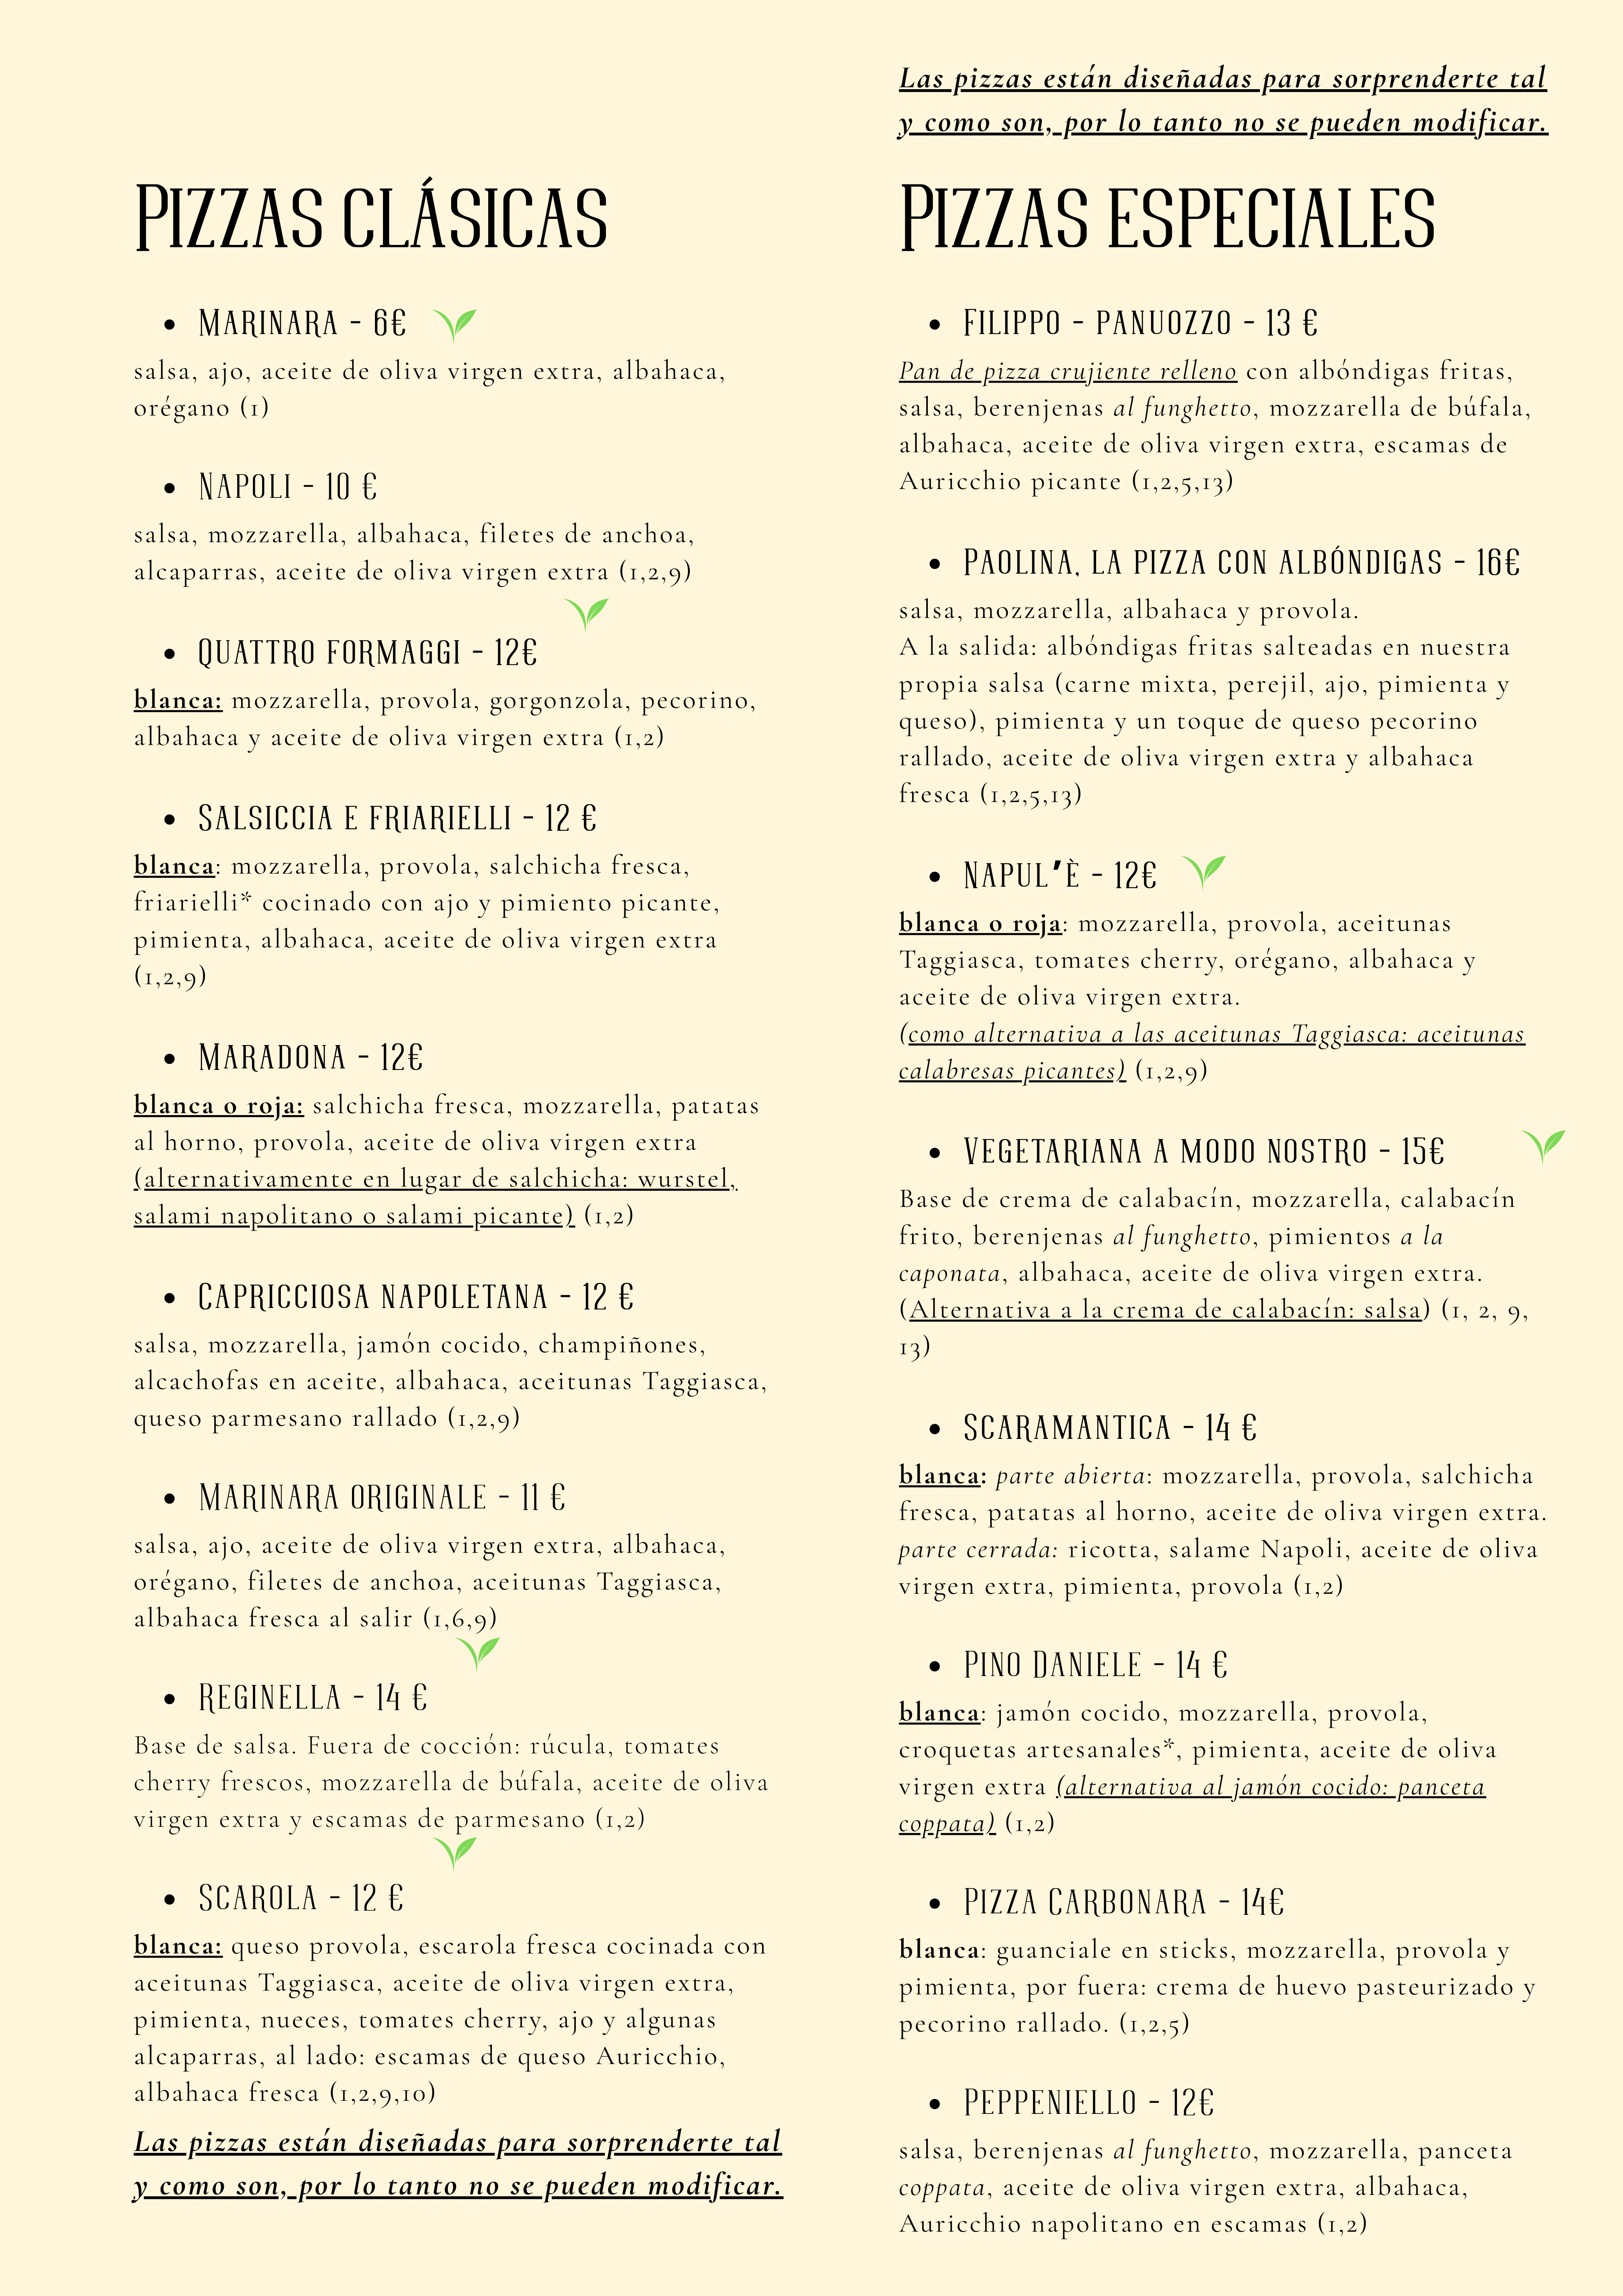 PIZZAS CLÁSICAS
• MARINARA - 6€
salsa, ajo, aceite de oliva virgen extra, albahaca,
orégano (1)
• NAPOLI - 10 €
salsa, mozzarella, albahaca, filetes de anchoa,
alcaparras, aceite de oliva virgen extra (1,2,9)
• QUATTRO FORMAGGI - 12€
blanca: mozzarella, provola, gorgonzola, pecorino,
albahaca y aceite de oliva virgen extra (1,2)
• SALSICCIA E FRIARIELLI - 12 €
blanca: mozzarella, provola, salchicha fresca,
friarielli* cocinado con ajo y pimiento picante,
pimienta, albahaca, aceite de oliva virgen extra
(1,2,9)
• MARADONA - 12€
blanca o roja: salchicha fresca, mozzarella, patatas
al horno, provola, aceite de oliva virgen extra
(alternativamente en lugar de salchicha: wurstel,
salami napolitano o salami picante) (1,2)
• CAPRICCIOSA NAPOLETANA - 12 €
salsa, mozzarella, jamón cocido, champiñones,
alcachofas en aceite, albahaca, aceitunas Taggiasca,
queso parmesano rallado (1,2,9)
• MARINARA ORIGINALE - 11 €
salsa, ajo, aceite de oliva virgen extra, albahaca,
orégano, filetes de anchoa, aceitunas Taggiasca,
albahaca fresca al salir (1,6,9)
• REGINELLA - 14 €
Base de salsa. Fuera de cocción: rúcula, tomates
cherry frescos, mozzarella de búfala, aceite de oliva
virgen extra y escamas de parmesano (1,2)
• SCAROLA - 12 €
blanca: queso provola, escarola fresca cocinada con
aceitunas Taggiasca, aceite de oliva virgen extra,
pimienta, nueces, tomates cherry, ajo y algunas
alcaparras, al lado: escamas de queso Auricchio,
albahaca fresca (1,2,9,10)
Las pizzas están diseñadas para sorprenderte tal
y como son, por lo tanto no se pueden modificar.
Las pizzas están diseñadas para sorprenderte tal
y como son, por lo tanto no se pueden modificar.
PIZZAS ESPECIALES
• FILIPPO - PANUOZZO - 13 €
Pan de pizza crujiente relleno con albóndigas fritas,
salsa, berenjenas al funghetto, mozzarella de búfala,
albahaca, aceite de oliva virgen extra, escamas de
Auricchio picante (1,2,5,13)
• PAOLINA, LA PIZZA CON ALBÓNDIGAS - 16€
salsa, mozzarella, albahaca y provola.
A la salida: albóndigas fritas salteadas en nuestra
propia salsa (carne mixta, perejil, ajo, pimienta y
queso), pimienta y un toque de queso pecorino
rallado, aceite de oliva virgen extra y albahaca
fresca (1,2,5,13)
• NAPUL'È - 12€
blanca o roja: mozzarella, provola, aceitunas
Taggiasca, tomates cherry, orégano, albahaca y
aceite de oliva virgen extra.
(como alternativa a las aceitunas Taggiasca: aceitunas
calabresas picantes) (1,2,9)
• VEGETARIANA A MODO NOSTRO - 15€
Base de crema de calabacín, mozzarella, calabacín
frito, berenjenas al funghetto, pimientos a la
caponata, albahaca, aceite de oliva virgen extra.
(Alternativa a la crema de calabacín: salsa) (1, 2, 9,
13)
• SCARAMANTICA - 14 €
blanca: parte abierta: mozzarella, provola, salchicha
fresca, patatas al horno, aceite de oliva virgen extra.
parte cerrada: ricotta, salame Napoli, aceite de oliva
virgen extra, pimienta, provola (1,2)
• PINO DANIELE - 14 €
blanca: jamón cocido, mozzarella, provola,
croquetas artesanales*, pimienta, aceite de oliva
virgen extra (alternativa al jamón cocido: panceta
coppata) (1,2)
• PIZZA CARBONARA - 14€
blanca: guanciale en sticks, mozzarella, provola y
pimienta, por fuera: crema de huevo pasteurizado y
pecorino rallado. (1,2,5)
• PEPPENIELLO - 12€
salsa, berenjenas al funghetto, mozzarella, panceta
coppata, aceite de oliva virgen extra, albahaca,
Auricchio napolitano en escamas (1,2)